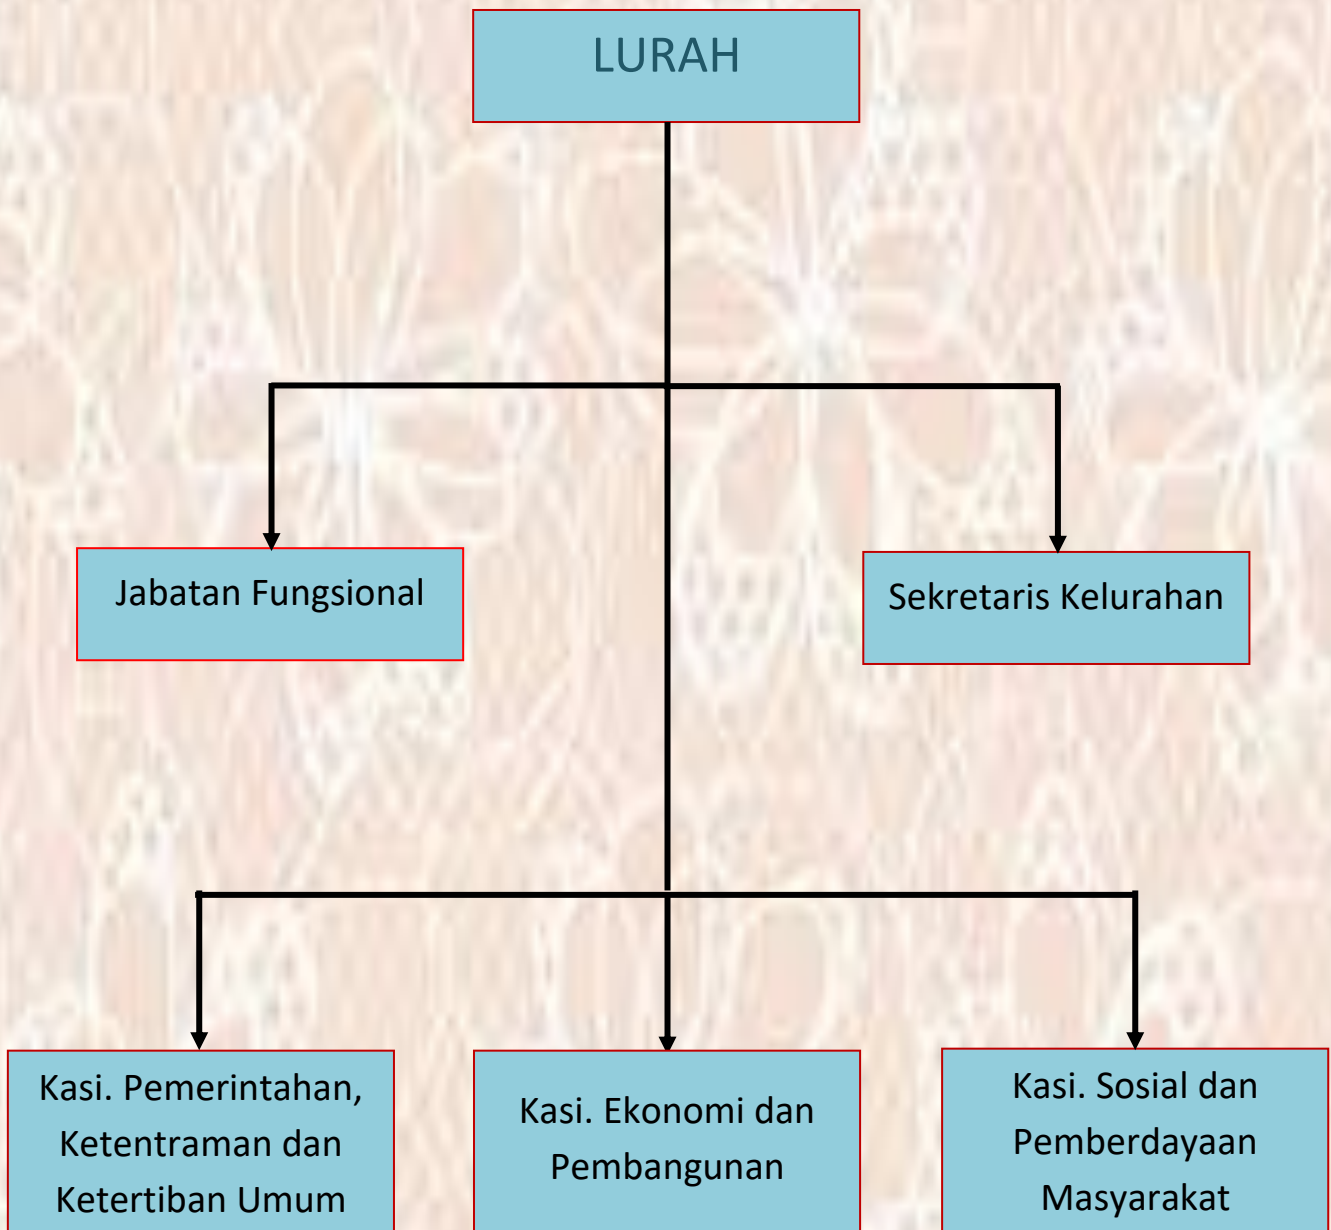 LURAH
Jabatan Fungsional
Sekretaris Kelurahan
Kasi. Pemerintahan,
Ketentraman dan
Ketertiban Umum
Kasi. Ekonomi dan
Pembangunan
Kasi. Sosial dan
Pemberdayaan
Masyarakat